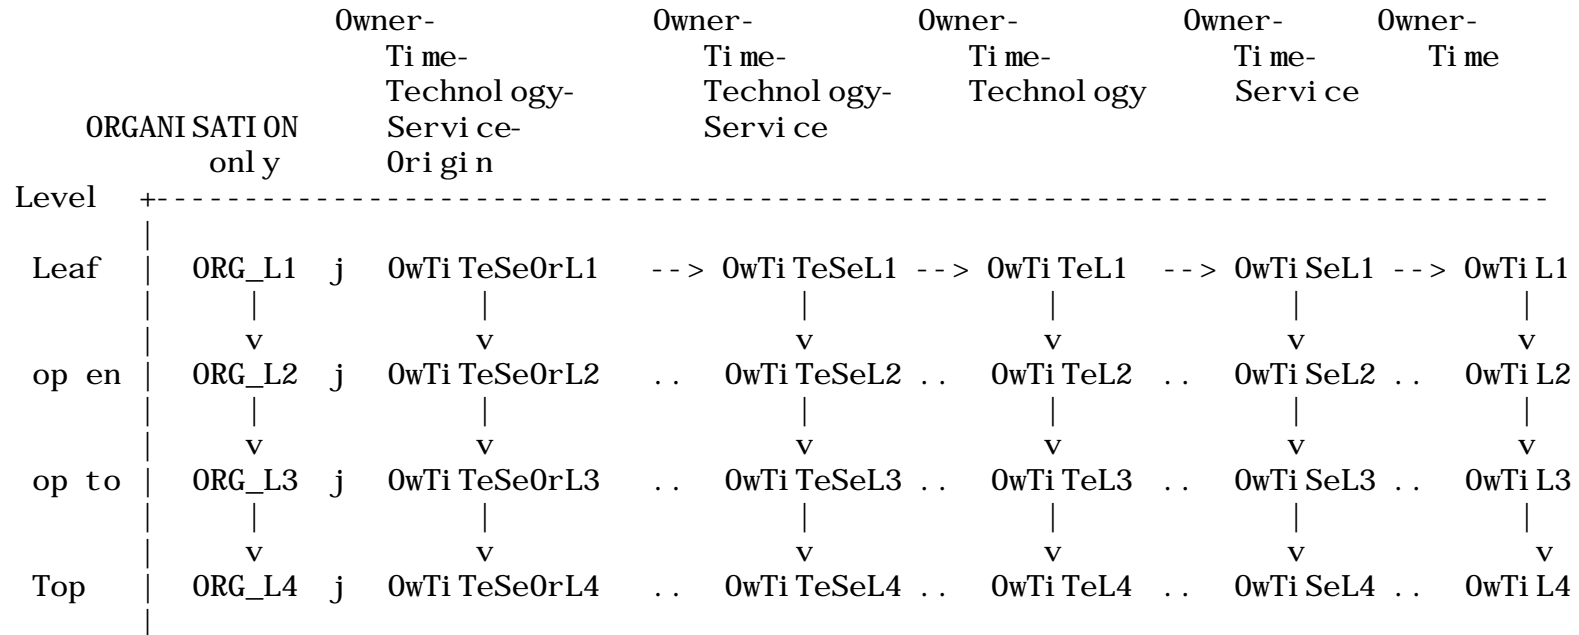 Owner- Owner- Owner- Owner- Owner-
Time- Time- Time- Time- Time
Technology- Technology- Technology Service
ORGANISATION Service- Service
only Origin
Level +-----------------------------------------------------------------------------
|
Leaf | ORG_L1 j OwTiTeSeOrL1 --> OwTiTeSeL1 --> OwTiTeL1 --> OwTiSeL1 --> OwTiL1
| | | | | | |
| v v v v v v
op en | ORG_L2 j OwTiTeSeOrL2 .. OwTiTeSeL2 .. OwTiTeL2 .. OwTiSeL2 .. OwTiL2
| | | | | | |
| v v v v v v
op to | ORG_L3 j OwTiTeSeOrL3 .. OwTiTeSeL3 .. OwTiTeL3 .. OwTiSeL3 .. OwTiL3
| | | | | | |
| v v v v v v
Top | ORG_L4 j OwTiTeSeOrL4 .. OwTiTeSeL4 .. OwTiTeL4 .. OwTiSeL4 .. OwTiL4
|